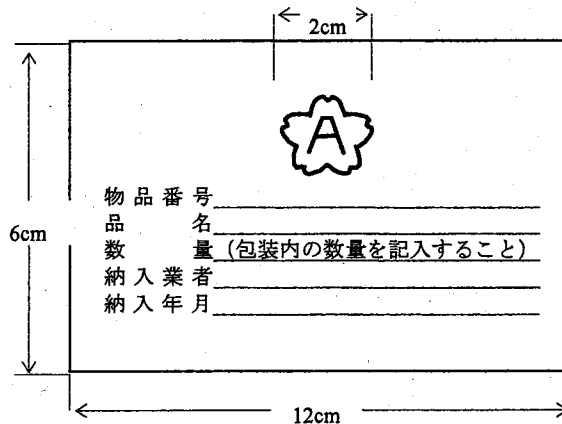 2cm
A
物品番号
品　　名
6cm
数　　量（包装内の数量を記入すること）
納入業者
納入年月
12cm